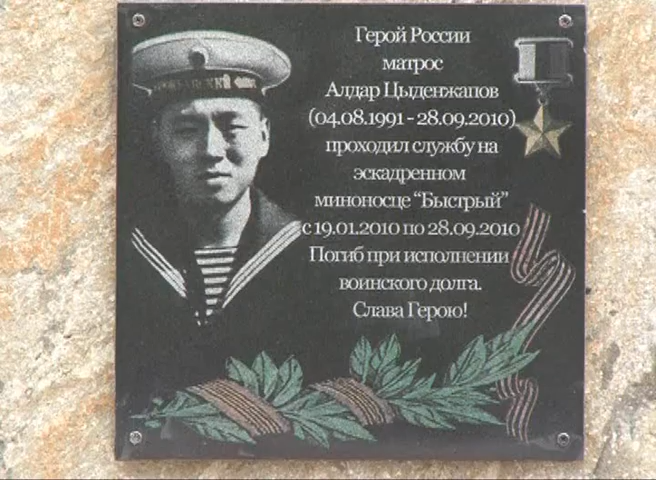 Герой России
матрос
Алдар Цыденжапов
(04.08.1991 - 28.09.2010)
проходил службу на
эскадренном
миноносце “Быстрый”
с 19.01.2010 по 28.09.2010
Погиб при исполнении
воинского долга.
Слава Герою!